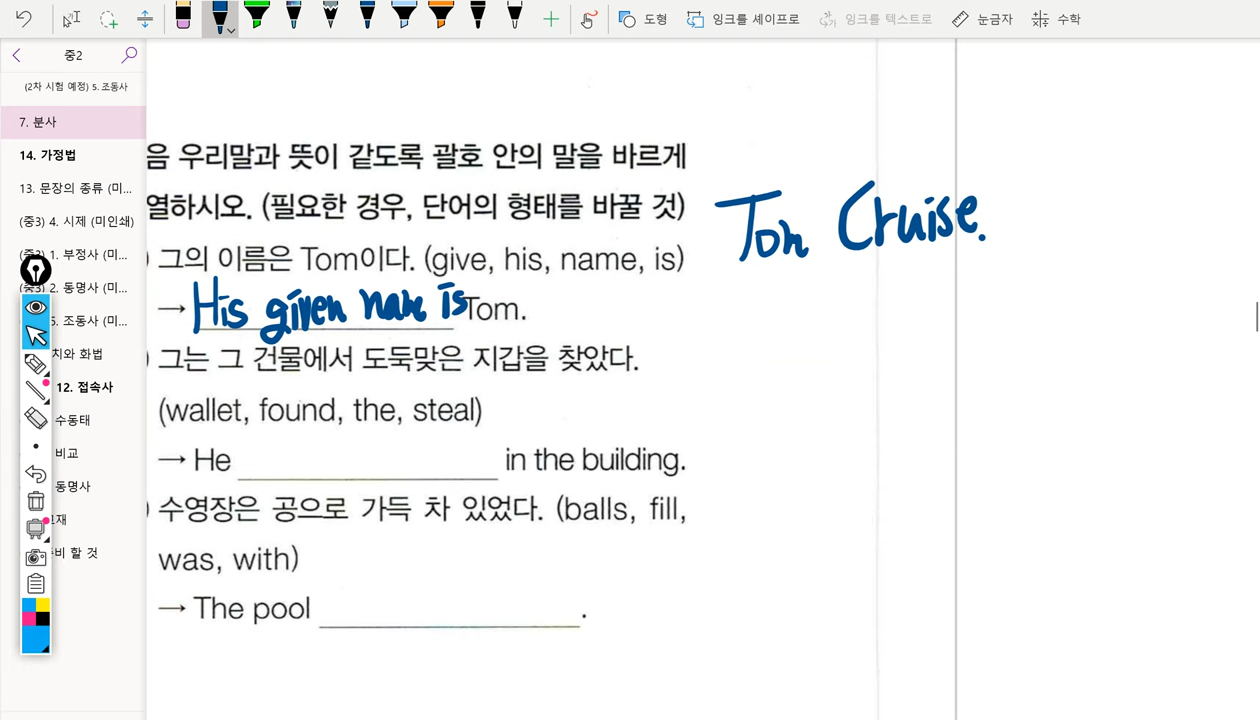 도형
잉크를 셰이프로
잉크를 텍스트로
눈금자
수학
중2
(2차 시험 예정) 5. 조동사
7. 분사
14. 가정법
13. 문장의 종류 (미...
(중3) 4. 시제 (미인쇄)
1. 부정사 (미...
2. 동명사 (미...
5. 조동사 (미...
치와 화법
12. 접속사
수동태
비교
동명사
비 할 것
음 우리말과 뜻이 같도록 괄호 안의 말을 바르게
열하시오. (필요한 경우, 단어의 형태를 바꿀 것)
Tom Cruise.
) 그의 이름은 Tom이다. (give, his, name, is)
→ His given name is Tom.
) 그는 그 건물에서 도둑맞은 지갑을 찾았다.
(wallet, found, the, steal)
→ He in the building.
) 수영장은 공으로 가득 차 있었다. (balls, fill,
was, with)
→ The pool .